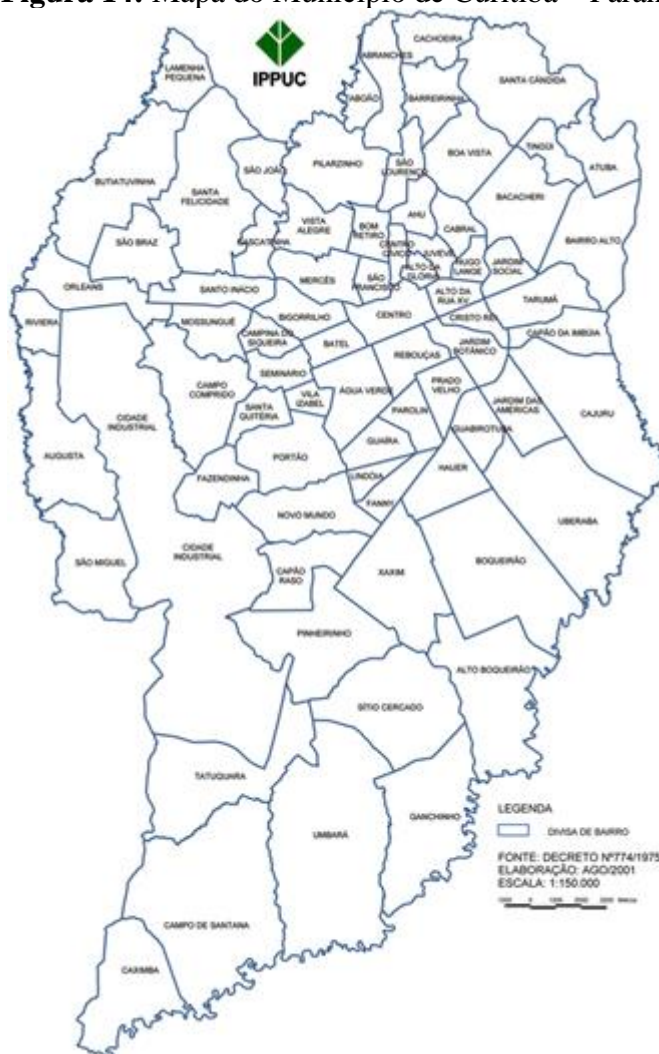 Figura 14: Mapa do Município de Curitiba – Paraná
IPPUC
CACHOEIRA
ABRANCHES
LAMENHA
PEQUENA
SANTA CÂNDIDA
TABOÃO
BARREIRINHA
TINGÜI
BOA VISTA
ATUBA
SÃO JOÃO
PILARZINHO
SÃO
LOURENÇO
BUTIATUVINHA
SANTA
FELICIDADE
BACACHERI
AHÚ
VISTA
ALEGRE
BOM
RETIRO
CABRAL
BAIRRO ALTO
SÃO BRAZ
CASCATINHA
CENTRO
CÍVICO
JUVEVÊ
HUGO
LANGE
JARDIM
SOCIAL
ALTO DA
GLÓRIA
MERCÊS
SÃO
FRANCISCO
ORLEANS
SANTO INÁCIO
ALTO DA
RUA XV
TARUMÃ
RIVIERA
MOSSUNGUÊ
BIGORRILHO
CENTRO
CRISTO REI
CAMPINA DO
SIQUEIRA
BATEL
CAPÃO DA IMBÚIA
JARDIM
BOTÂNICO
REBOUÇAS
SEMINÁRIO
CAMPO
COMPRIDO
ÁGUA VERDE
PRADO
VELHO
VILA
IZABEL
SANTA
QUITÉRIA
PAROLIN
JARDIM DAS
AMÉRICAS
CAJURU
CIDADE
INDUSTRIAL
GUABIROTUBA
GUAÍRA
AUGUSTA
PORTÃO
FAZENDINHA
LINDÓIA
HAUER
FANNY
NOVO MUNDO
UBERABA
SÃO MIGUEL
CIDADE
INDUSTRIAL
CAPÃO
RASO
XAXIM
BOQUEIRÃO
PINHEIRINHO
ALTO BOQUEIRÃO
SÍTIO CERCADO
TATUQUARA
GANCHINHO
UMBARÁ
LEGENDA
DIVISA DE BAIRRO
FONTE: DECRETO Nº774/1975
ELABORAÇÃO: AGO/2001
ESCALA: 1:150.000
CAMPO DE SANTANA
CAXIMBA